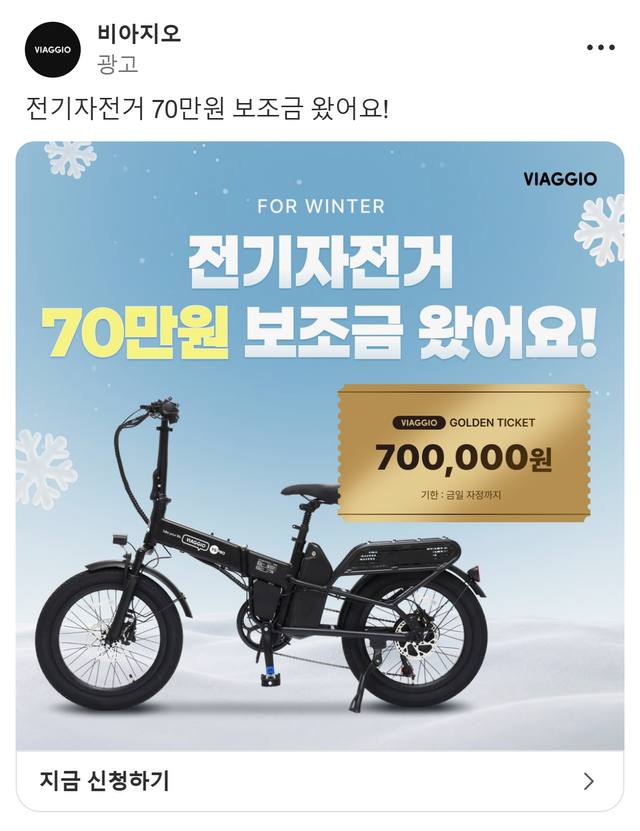 VIAGGIO
비아지오
광고
전기자전거 70만원 보조금 왔어요!
VIAGGIO
FOR WINTER
전기자전거
70만원 보조금 왔어요!
VIAGGIO GOLDEN TICKET
700,000원
기한 : 금일 자정까지
VIAGGIO
지금 신청하기